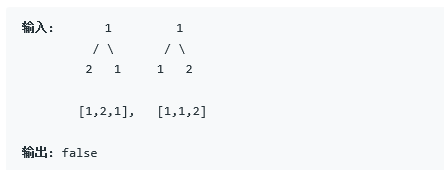 输入:       1         1
          / \       / \
         2   1     1   2
        [1,2,1],   [1,1,2]
输出: false